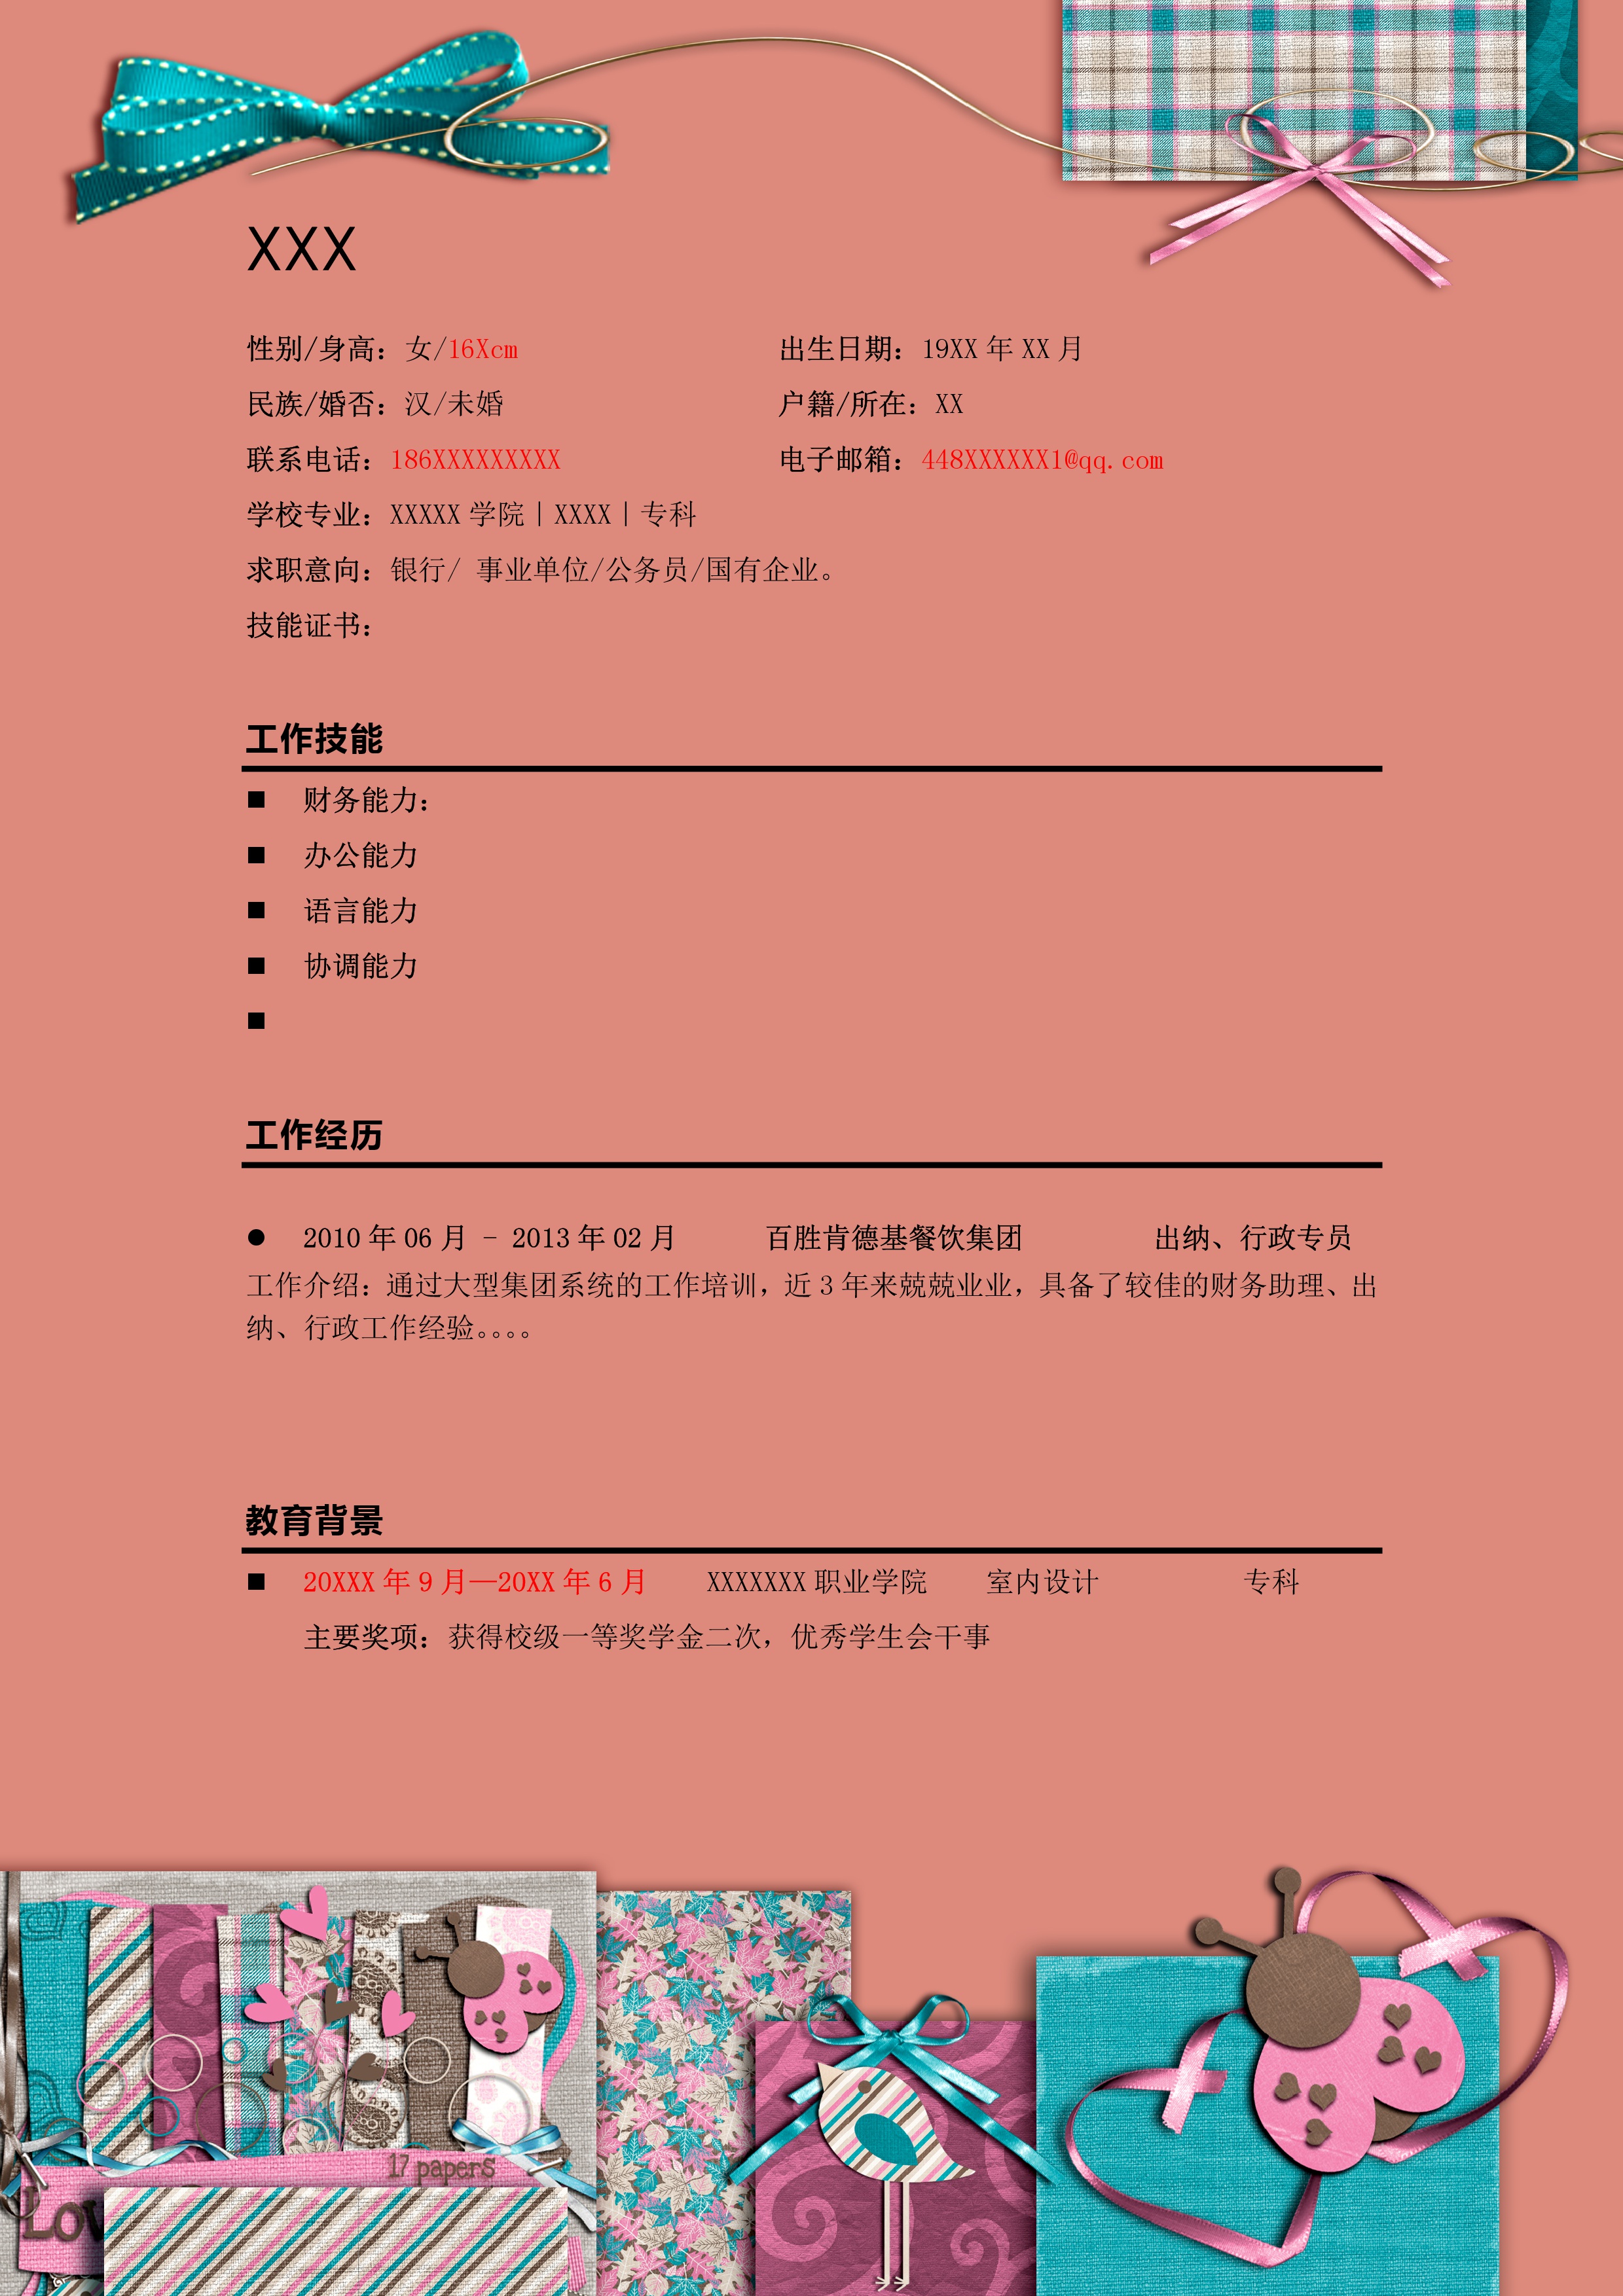 XXX
性别/身高：女/16Xcm 出生日期：19XX 年 XX 月
民族/婚否：汉/未婚 户籍/所在：XX
联系电话：186XXXXXXXXX 电子邮箱：448XXXXXX1@qq.com
学校专业：XXXXX 学院｜XXXX｜专科
求职意向：银行/ 事业单位/公务员/国有企业。
技能证书：
工作技能
■ 财务能力：
■ 办公能力
■ 语言能力
■ 协调能力
■
工作经历
● 2010 年 06 月 - 2013 年 02 月 百胜肯德基餐饮集团 出纳、行政专员
工作介绍：通过大型集团系统的工作培训，近 3 年来兢兢业业，具备了较佳的财务助理、出
纳、行政工作经验。。。。
教育背景
■ 20XXX 年 9 月—20XX 年 6 月 XXXXXXX 职业学院 室内设计 专科
主要奖项：获得校级一等奖学金二次，优秀学生会干事
17 papers